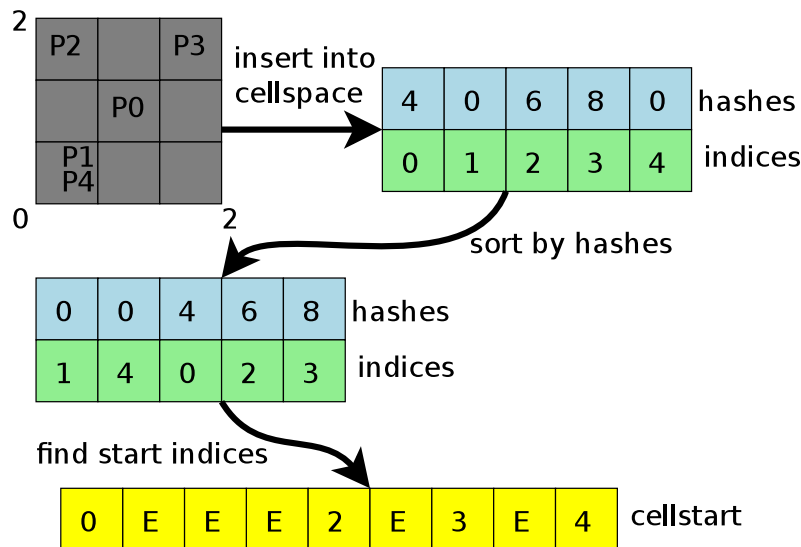 2
P2 P3
P0
P1
P4
0 2
insert into
cellspace
4 0 6 8 0 hashes
0 1 2 3 4 indices
sort by hashes
0 0 4 6 8 hashes
1 4 0 2 3 indices
find start indices
0 E E E 2 E 3 E 4 cellstart